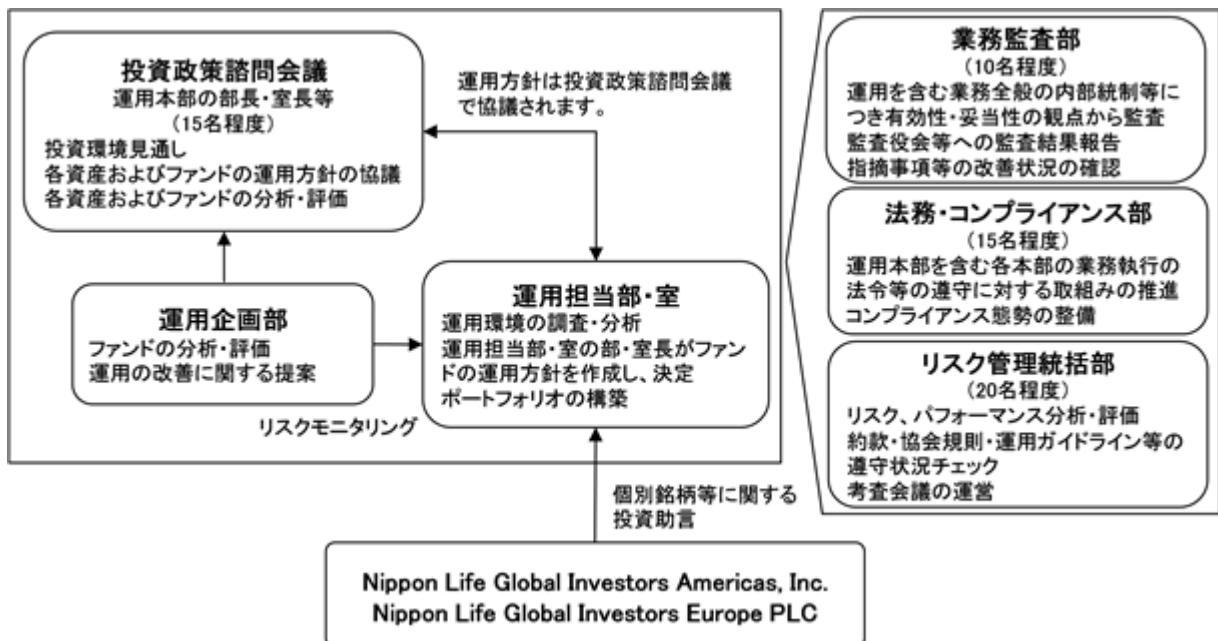 投資政策諮問会議
運用本部の部長・室長等
(15名程度)
投資環境見通し
各資産およびファンドの運用方針の協議
各資産およびファンドの分析・評価
運用方針は投資政策諮問会議
で協議されます。
運用企画部
ファンドの分析・評価
運用の改善に関する提案
リスクモニタリング
運用担当部・室
運用環境の調査・分析
運用担当部・室の部・室長がファン
ドの運用方針を作成し、決定
ポートフォリオの構築
個別銘柄等に関する
投資助言
Nippon Life Global Investors Americas, Inc.
Nippon Life Global Investors Europe PLC
業務監査部
(10名程度)
運用を含む業務全般の内部統制等に
つき有効性・妥当性の観点から監査
監査役会等への監査結果報告
指摘事項等の改善状況の確認
法務・コンプライアンス部
(15名程度)
運用本部を含む各本部の業務執行の
法令等の遵守に対する取組みの推進
コンプライアンス態勢の整備
リスク管理統括部
(20名程度)
リスク、パフォーマンス分析・評価
約款・協会規則・運用ガイドライン等の
遵守状況チェック
考査会議の運営